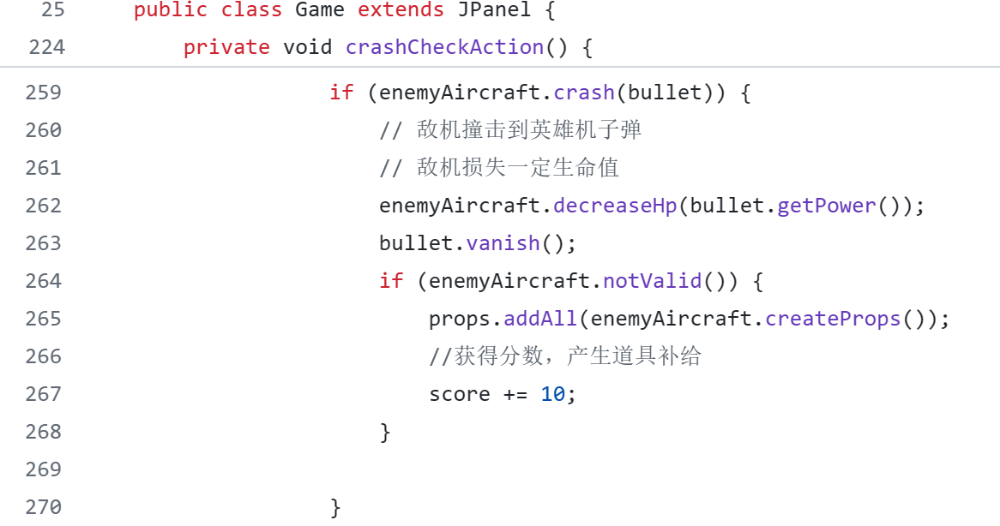 25 public class Game extends JPanel {
224 private void crashCheckAction() {
259 if (enemyAircraft.crash(bullet)) {
260 // 敌机撞击到英雄机子弹
261 // 敌机损失一定生命值
262 enemyAircraft.decreaseHp(bullet.getPower());
263 bullet.vanish();
264 if (enemyAircraft.notValid()) {
265 props.addAll(enemyAircraft.createProps());
266 //获得分数，产生道具补给
267 score += 10;
268 }
269
270 }